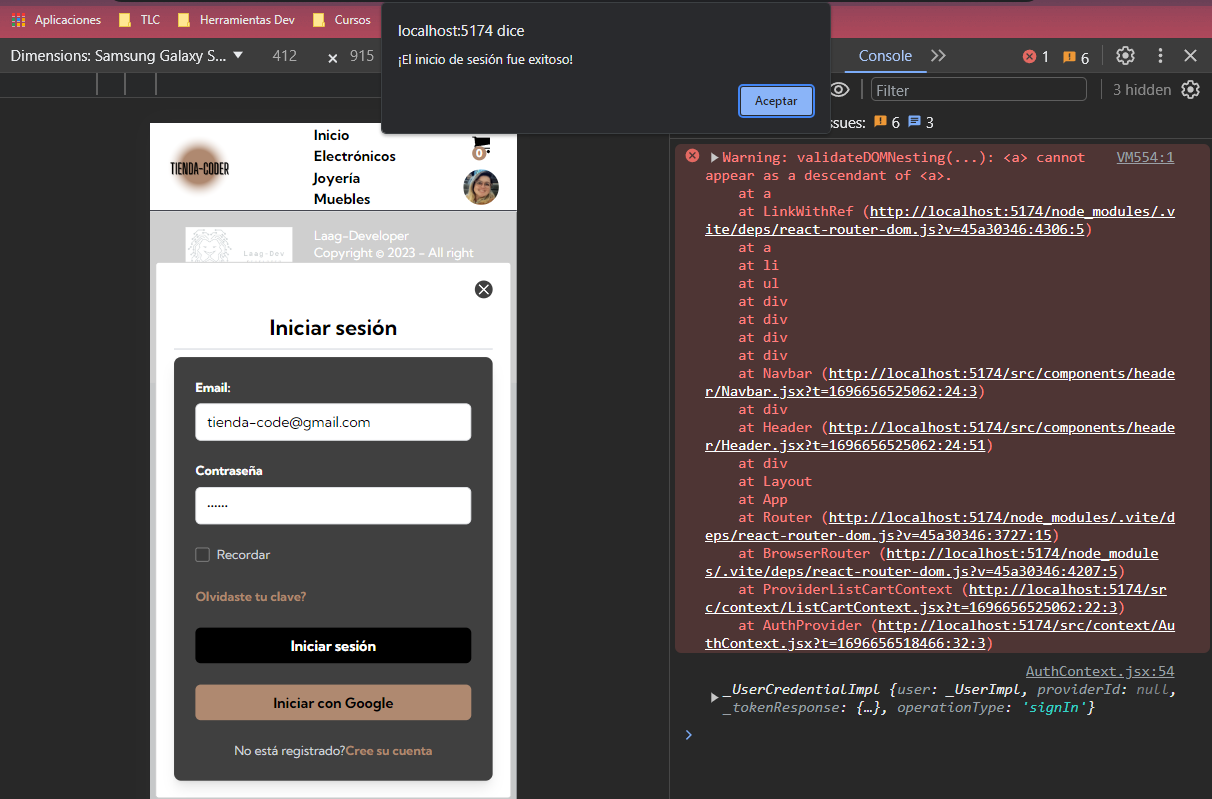 Aplicaciones
TLC
Herramientas Dev
Cursos
localhost:5174 dice
¡El inicio de sesión fue exitoso!
Aceptar
Dimensions: Samsung Galaxy S...
412
×
915
Console
1
6
Filter
3 hidden
sues:
6
3
TIENDA-CODER
Inicio
Electrónicos
Joyería
Muebles
0
Laag-Dev
Laag-Developer
Copyright © 2023 - All right
Iniciar sesión
Email:
tienda-code@gmail.com
Contraseña
Recordar
Olvidaste tu clave?
Iniciar sesión
Iniciar con Google
No está registrado?Cree su cuenta
Warning: validateDOMNesting(...): <a> cannot
VM554:1
appear as a descendant of <a>.
at a
at LinkWithRef (http://localhost:5174/node_modules/.v
ite/deps/react-router-dom.js?v=45a30346:4306:5)
at a
at li
at ul
at div
at div
at div
at div
at Navbar (http://localhost:5174/src/components/heade
r/Navbar.jsx?t=1696656525062:24:3)
at div
at Header (http://localhost:5174/src/components/heade
r/Header.jsx?t=1696656525062:24:51)
at div
at Layout
at App
at Router (http://localhost:5174/node_modules/.vite/d
eps/react-router-dom.js?v=45a30346:3727:15)
at BrowserRouter (http://localhost:5174/node_module
s/.vite/deps/react-router-dom.js?v=45a30346:4207:5)
at ProviderListCartContext (http://localhost:5174/sr
c/context/ListCartContext.jsx?t=1696656525062:22:3)
at AuthProvider (http://localhost:5174/src/context/Au
thContext.jsx?t=1696656518466:32:3)
AuthContext.jsx:54
_UserCredentialImpl {user: _UserImpl, providerId: null,
_tokenResponse: {…}, operationType: 'signIn'}